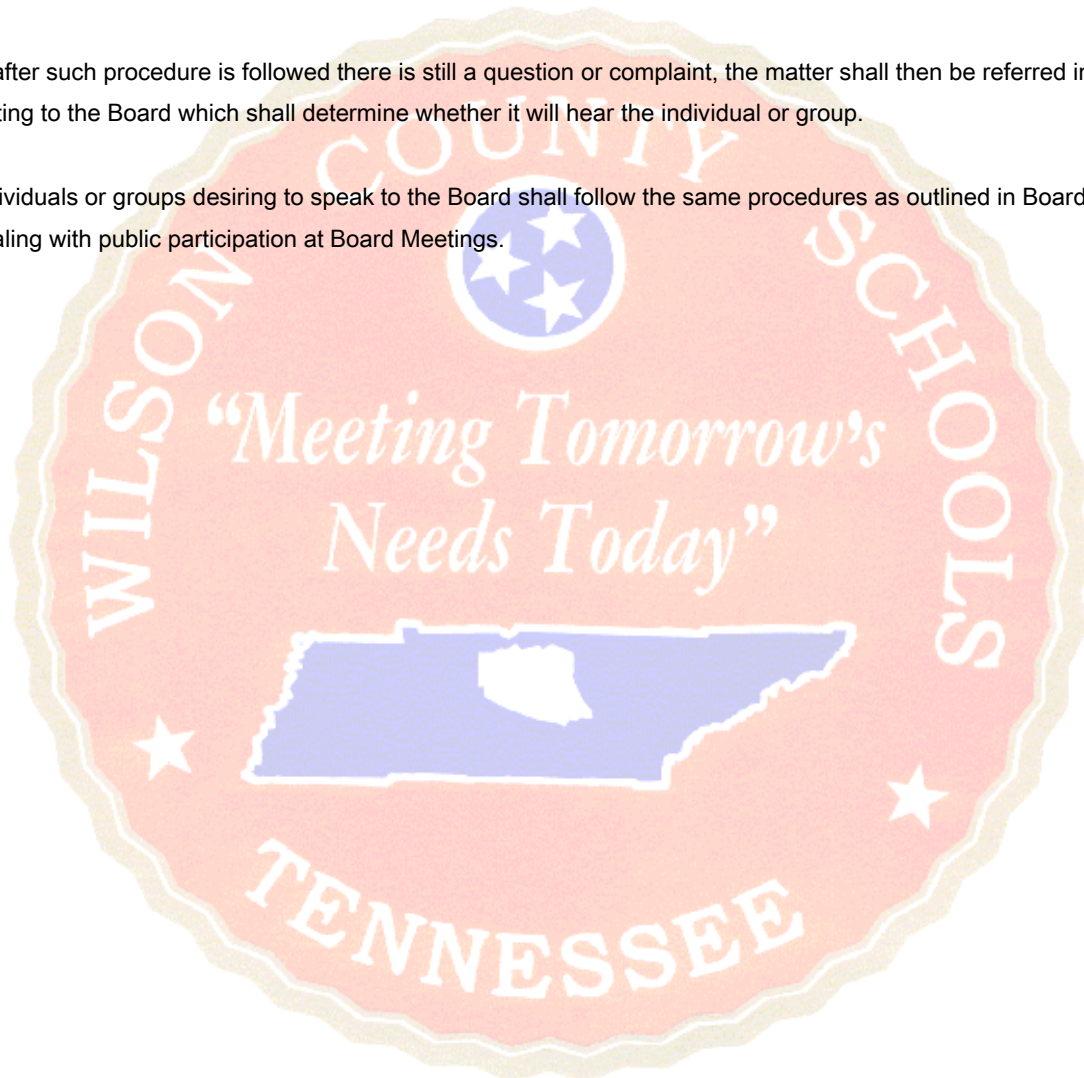 after such procedure is followed there is still a question or complaint, the matter shall then be referred in
ting to the Board which shall determine whether it will hear the individual or group.
ividuals or groups desiring to speak to the Board shall follow the same procedures as outlined in Board
aling with public participation at Board Meetings.
WILSON COUNTY SCHOOLS
“Meeting Tomorrow's
Needs Today”
TENNESSEE